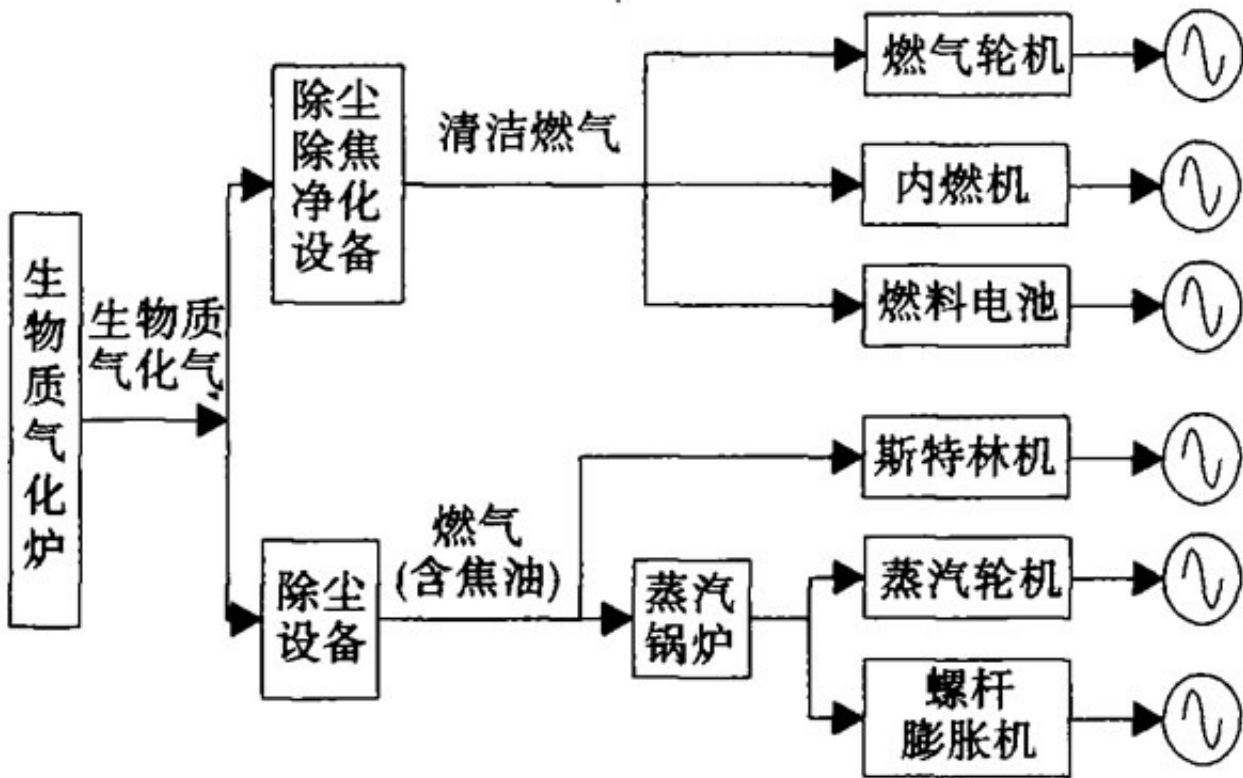 生
物
质
气
化
炉
生物质
气化气
除尘
除焦
净化
设备
清洁燃气
燃气轮机
内燃机
燃料电池
除尘
设备
燃气
(含焦油)
斯特林机
蒸汽
锅炉
蒸汽轮机
螺杆
膨胀机